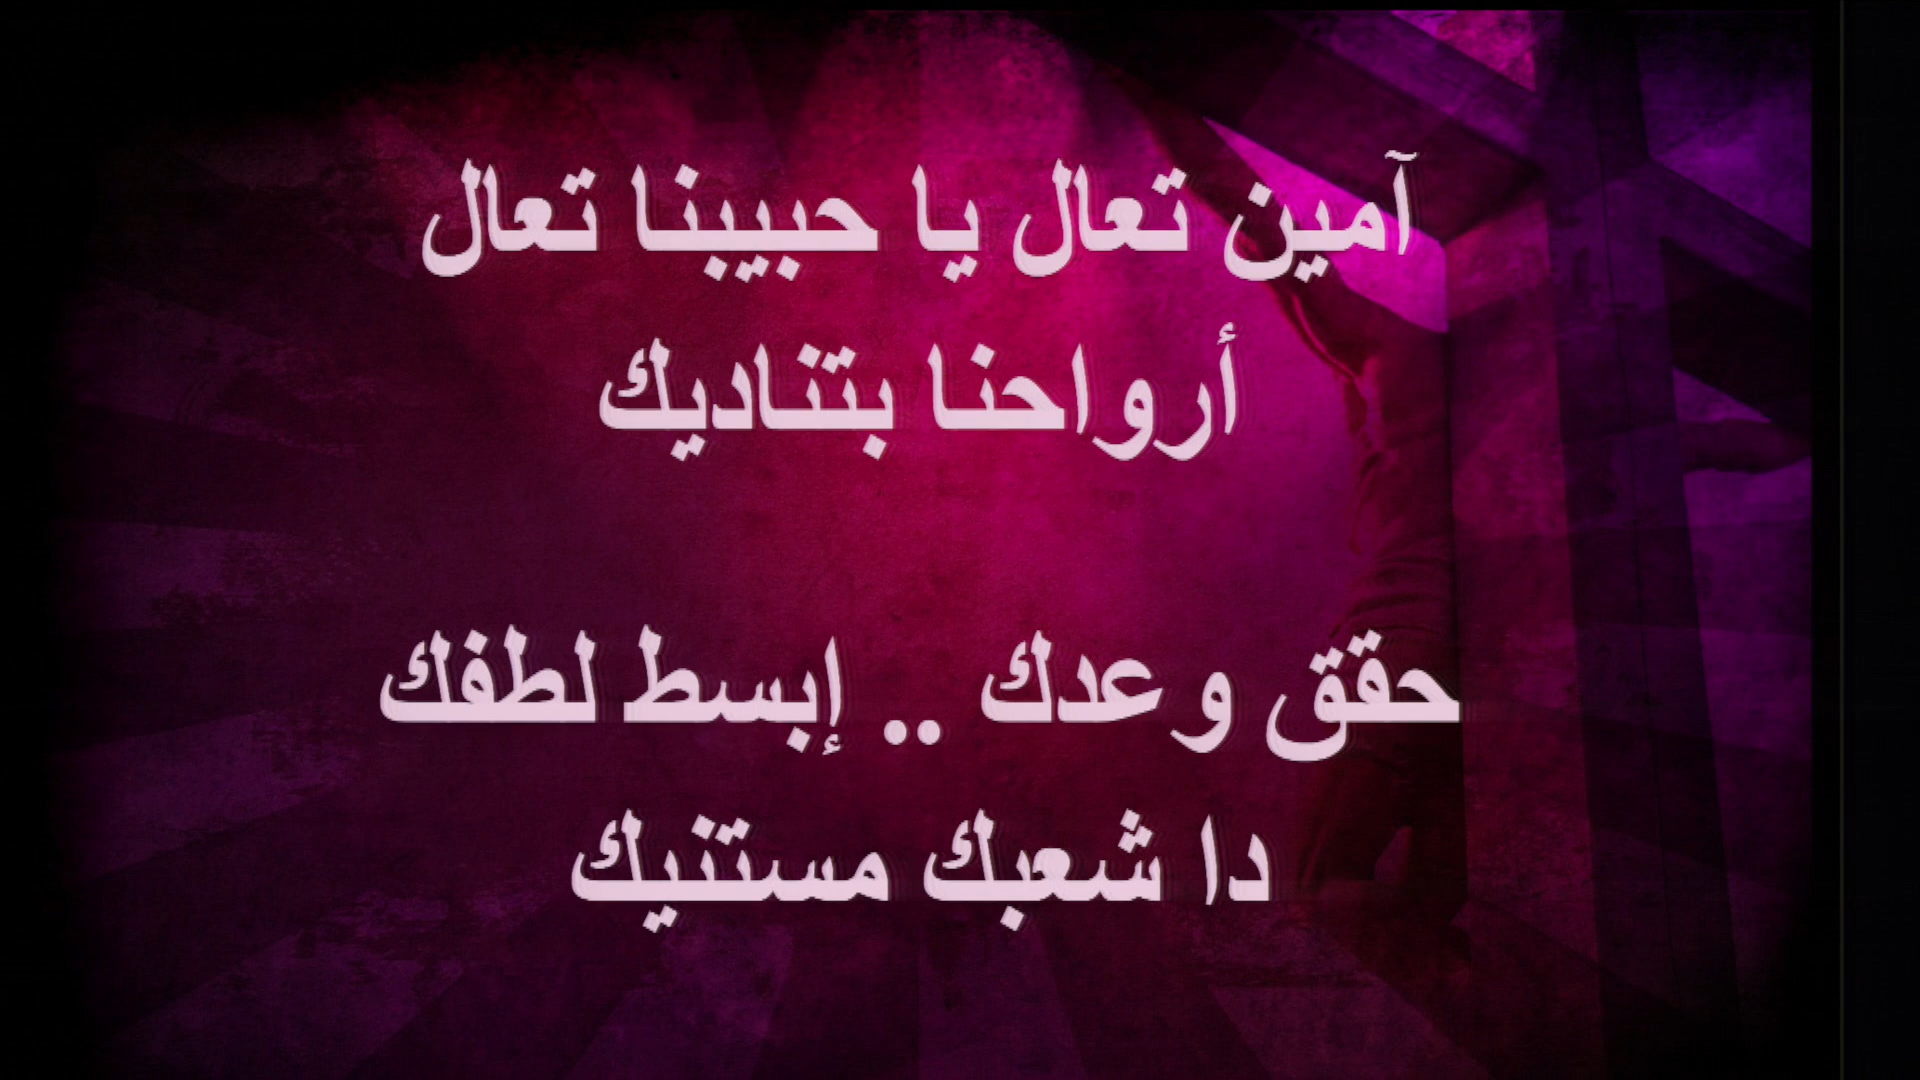 آمين تعال يا حبيبنا تعال
أرواحنا بتناديك
حقق وعدك .. إبسط لطفك
دا شعبك مستنيك